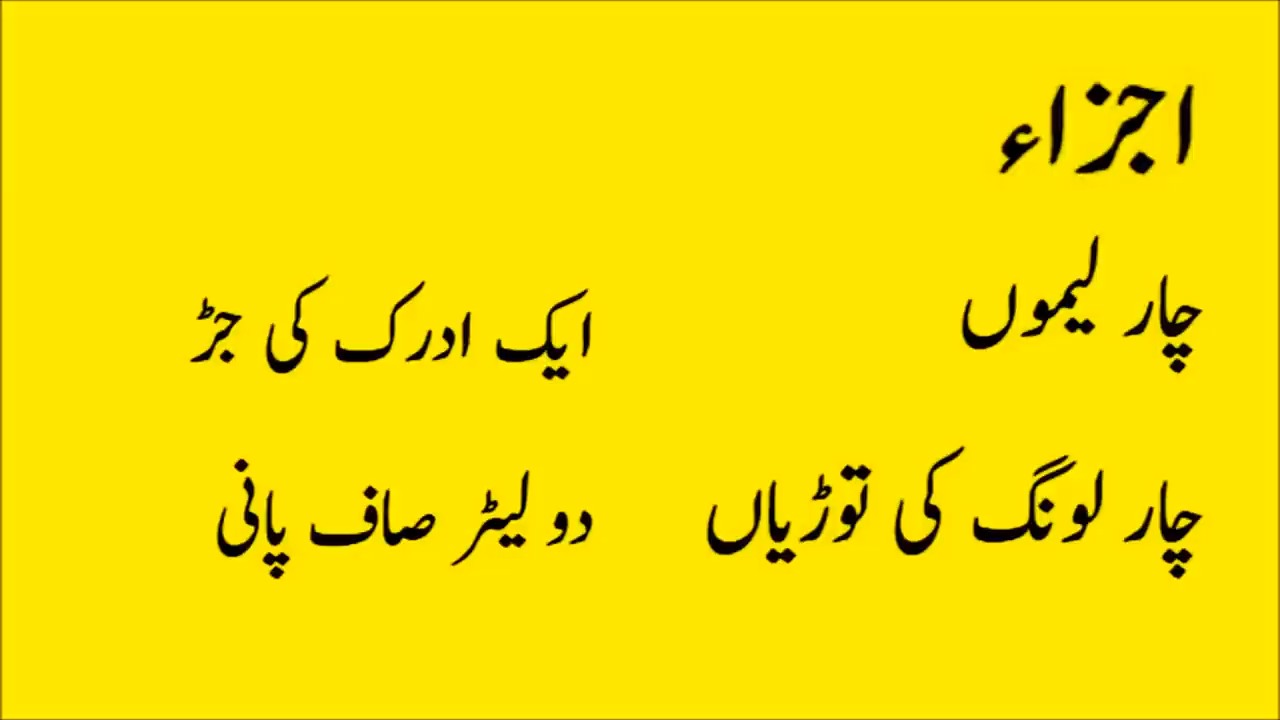 اجزاء
چار لیموں
ایک ادرک کی جڑ
چار لونگ کی توڑیاں
دو لیٹر صاف پانی